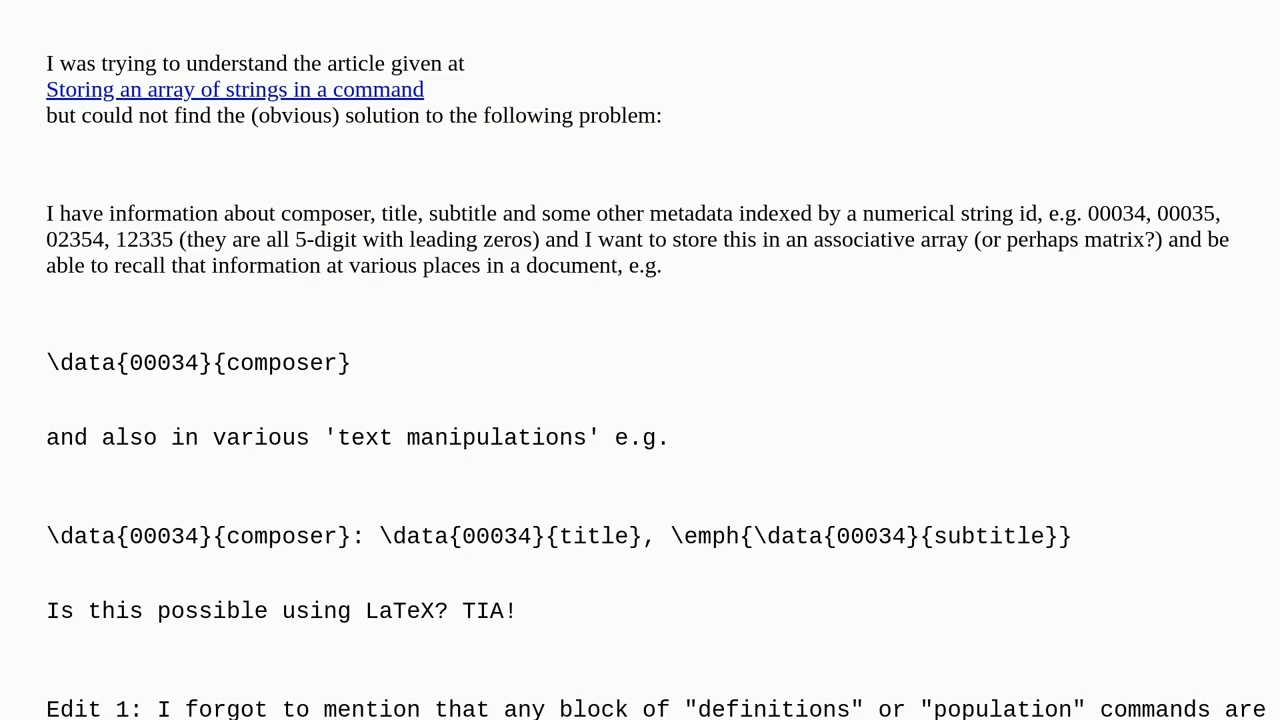 I was trying to understand the article given at
Storing an array of strings in a command
but could not find the (obvious) solution to the following problem:
I have information about composer, title, subtitle and some other metadata indexed by a numerical string id, e.g. 00034, 00035,
02354, 12335 (they are all 5-digit with leading zeros) and I want to store this in an associative array (or perhaps matrix?) and be
able to recall that information at various places in a document, e.g.
\data{00034}{composer}
and also in various 'text manipulations' e.g.
\data{00034}{composer}: \data{00034}{title}, \emph{\data{00034}{subtitle}}
Is this possible using LaTeX? TIA!
Edit 1: I forgot to mention that any block of "definitions" or "population" commands are